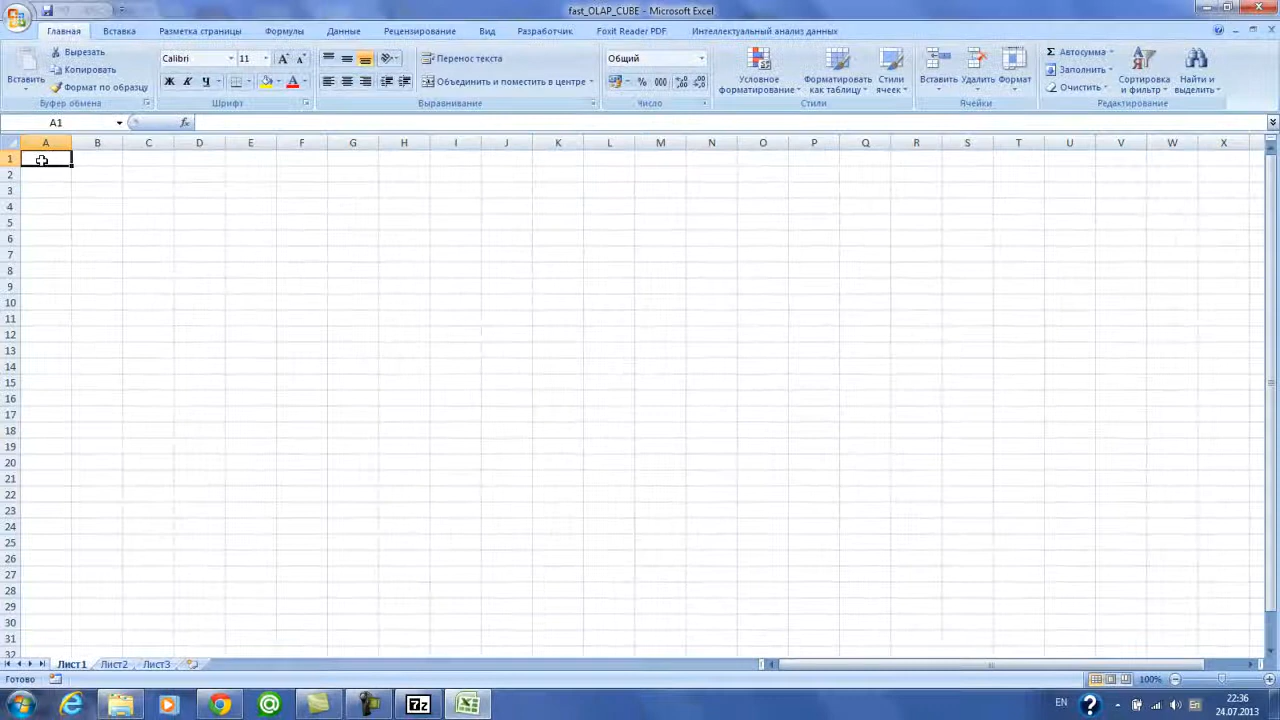 fast_OLAP_CUBE - Microsoft Excel
Главная Вставка Разметка страницы Формулы Данные Рецензирование Вид Разработчик Foxit Reader PDF Интеллектуальный анализ данных
Вставить
Вырезать
Копировать
Формат по образцу
Буфер обмена
Calibri 11
Ж К Ч
Шрифт
Перенос текста
Объединить и поместить в центре
Выравнивание
Общий
% 000
Число
Условное форматирование
Форматировать как таблицу
Стили ячеек
Стили
Вставить Удалить Формат
Ячейки
Автосумма
Заполнить
Очистить
Сортировка и фильтр
Найти и выделить
Редактирование
A1 fx
A B C D E F G H I J K L M N O P Q R S T U V W X
1
2
3
4
5
6
7
8
9
10
11
12
13
14
15
16
17
18
19
20
21
22
23
24
25
26
27
28
29
30
31
32
Лист1 Лист2 Лист3
Готово 100%
7z EN ? En 22:36
24.07.2013